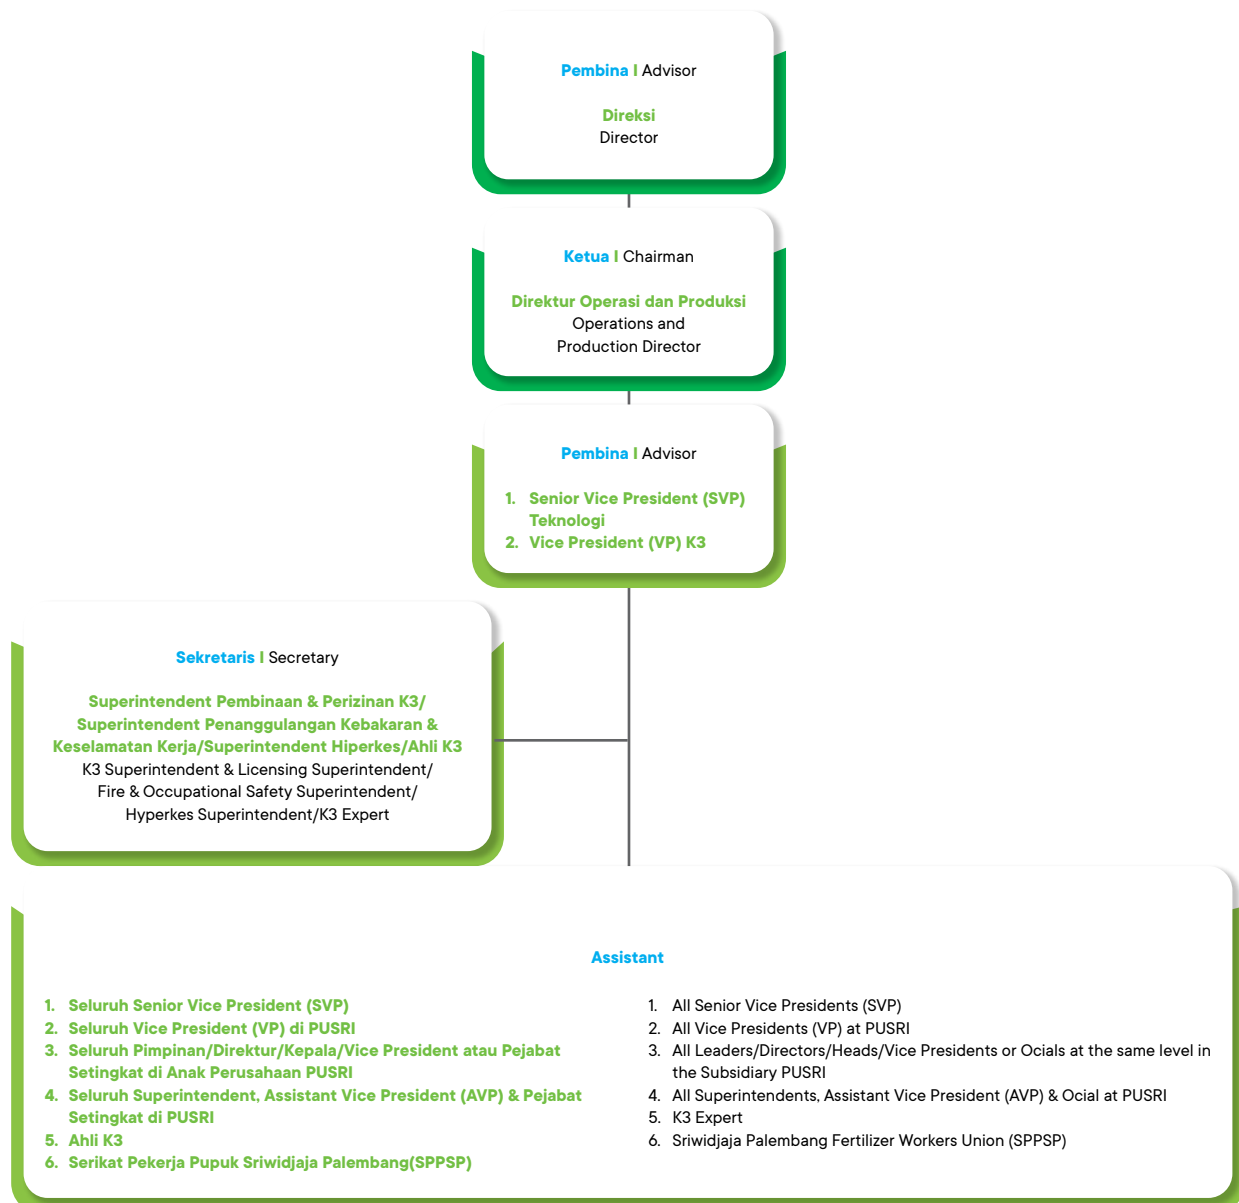 Pembina I Advisor
Direksi
Director
Ketua I Chairman
Direktur Operasi dan Produksi
Operations and
Production Director
Pembina I Advisor
1. Senior Vice President (SVP)
Teknologi
2. Vice President (VP) K3
Sekretaris I Secretary
Superintendent Pembinaan & Perizinan K3/
Superintendent Penanggulangan Kebakaran &
Keselamatan Kerja/Superintendent Hiperkes/Ahli K3
K3 Superintendent & Licensing Superintendent/
Fire & Occupational Safety Superintendent/
Hyperkes Superintendent/K3 Expert
Assistant
1. Seluruh Senior Vice President (SVP)
2. Seluruh Vice President (VP) di PUSRI
3. Seluruh Pimpinan/Direktur/Kepala/Vice President atau Pejabat
Setingkat di Anak Perusahaan PUSRI
4. Seluruh Superintendent, Assistant Vice President (AVP) & Pejabat
Setingkat di PUSRI
5. Ahli K3
6. Serikat Pekerja Pupuk Sriwidjaja Palembang(SPPSP)
1. All Senior Vice Presidents (SVP)
2. All Vice Presidents (VP) at PUSRI
3. All Leaders/Directors/Heads/Vice Presidents or Ocials at the same level in
the Subsidiary PUSRI
4. All Superintendents, Assistant Vice President (AVP) & Ocial at PUSRI
5. K3 Expert
6. Sriwidjaja Palembang Fertilizer Workers Union (SPPSP)